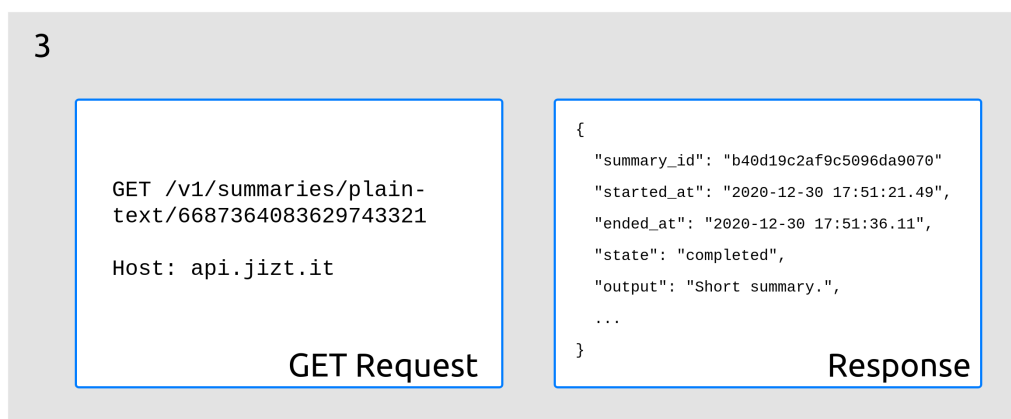 3
GET /v1/summaries/plain-
text/6687364083629743321
Host: api.jizt.it
GET Request
{
"summary_id": "b40d19c2af9c5096da9070"
"started_at": "2020-12-30 17:51:21.49",
"ended_at": "2020-12-30 17:51:36.11",
"state": "completed",
"output": "Short summary.",
...
}
Response